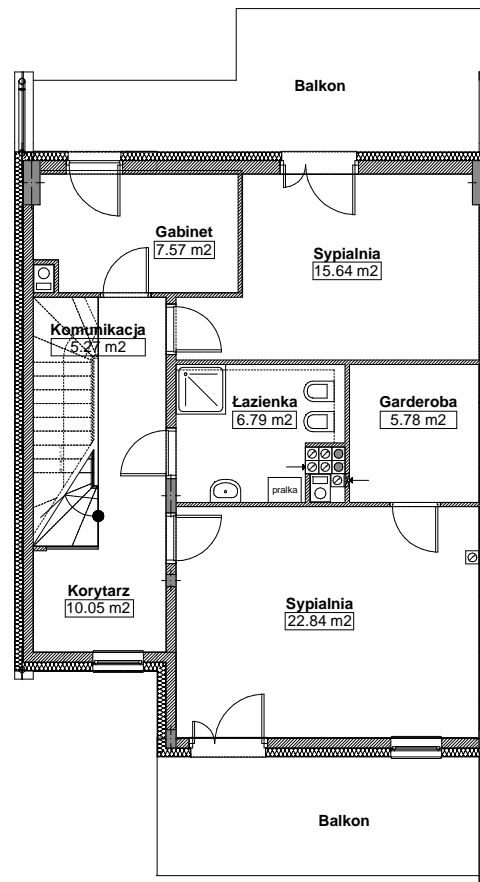 Balkon
Gabinet
7.57 m2
Sypialnia
15.64 m2
Komunikacja
5.27 m2
Łazienka
6.79 m2
Garderoba
5.78 m2
pralka
Korytarz
10.05 m2
Sypialnia
22.84 m2
Balkon